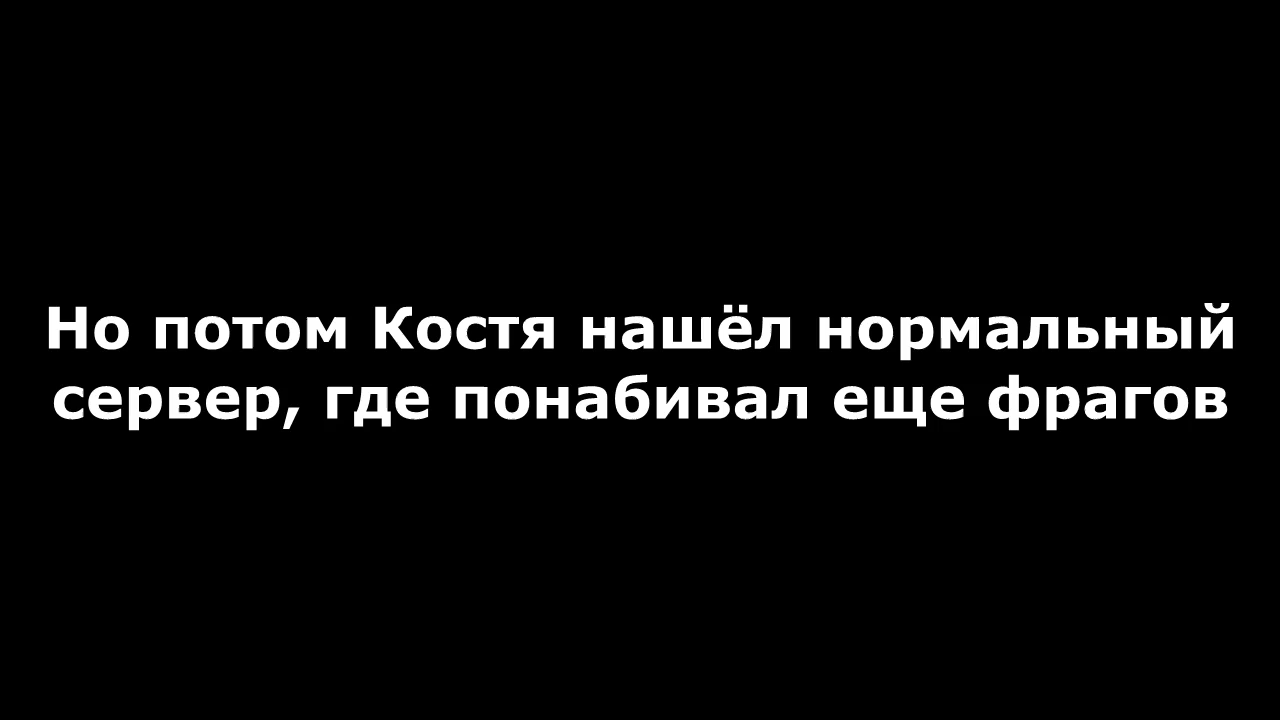 Но потом Костя нашёл нормальный
сервер, где понабивал еще фрагов